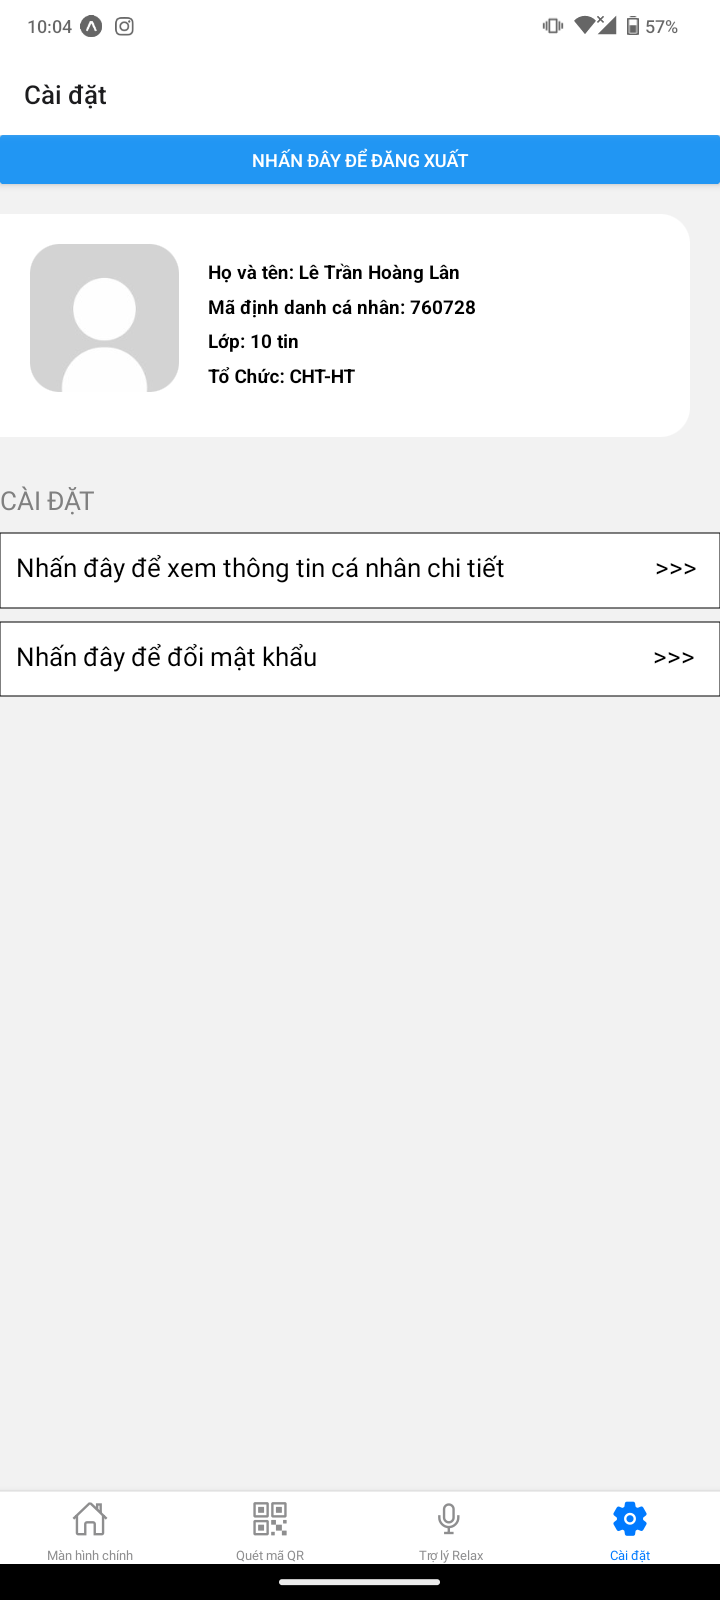 10:04
57%
Cài đặt
NHẤN ĐÂY ĐỂ ĐĂNG XUẤT
Họ và tên: Lê Trần Hoàng Lân
Mã định danh cá nhân: 760728
Lớp: 10 tin
Tổ Chức: CHT-HT
CÀI ĐẶT
Nhấn đây để xem thông tin cá nhân chi tiết >>>
Nhấn đây để đổi mật khẩu >>>
Màn hình chính
Quét mã QR
Trợ lý Relax
Cài đặt